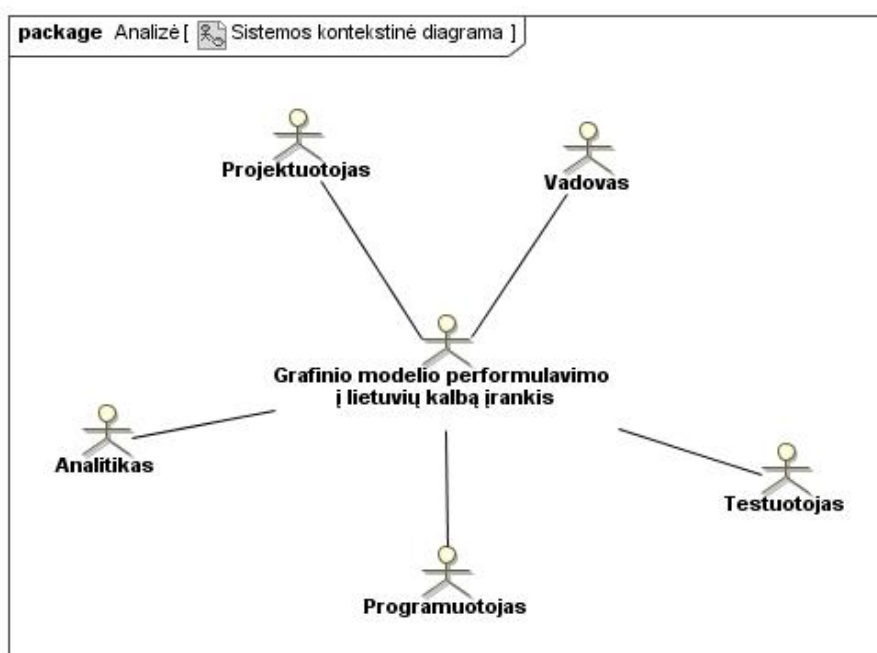 package Analizė [ Sistemos kontekstinė diagrama ]
Projektuotojas
Vadovas
Grafinio modelio performulavimo
į lietuvių kalbą įrankis
Analitikas
Testuotojas
Programuotojas